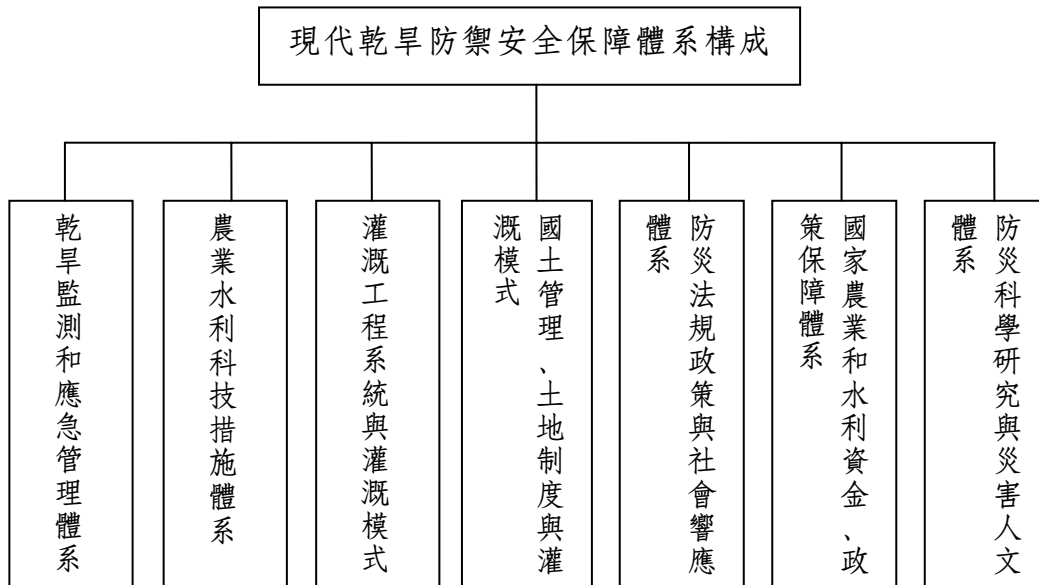 現代乾旱防禦安全保障體系構成
乾旱監測和應急管理體系
農業水利科技措施體系
灌溉工程系統與灌溉模式
國土管理、土地制度與灌
溉模式
防災法規政策與社會響應
體系
國家農業和水利資金、政
策保障體系
防災科學研究與災害人文
體系